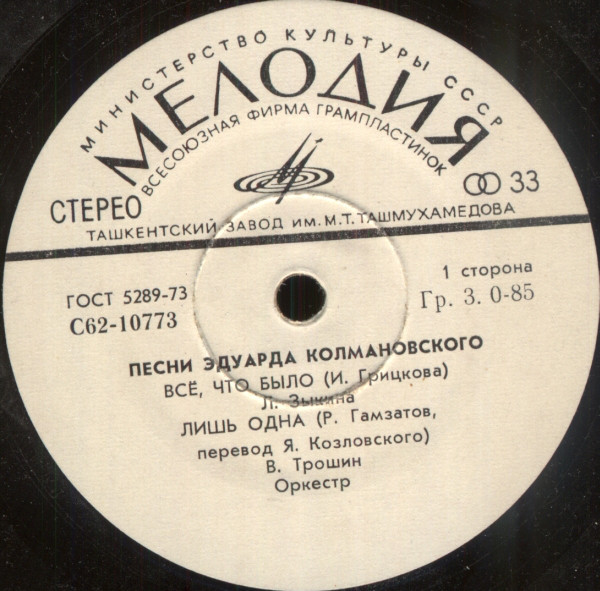 МИНИСТЕРСТВО КУЛЬТУРЫ СССР
МЕЛОДИЯ
ВСЕСОЮЗНАЯ ФИРМА ГРАМПЛАСТИНОК
СТЕРЕО
33
ТАШКЕНТСКИЙ ЗАВОД ИМ. М.Т. ТАШМУХАМЕДОВА
ГОСТ 5289-73
1 сторона
С62-10773
Гр. 3. 0-85
ПЕСНИ ЭДУАРДА КОЛМАНОВСКОГО
ВСЁ, ЧТО БЫЛО (И. Грицкова)
Л. Зыкина
ЛИШЬ ОДНА (Р. Гамзатов,
перевод Я. Козловского)
В. Трошин
Оркестр